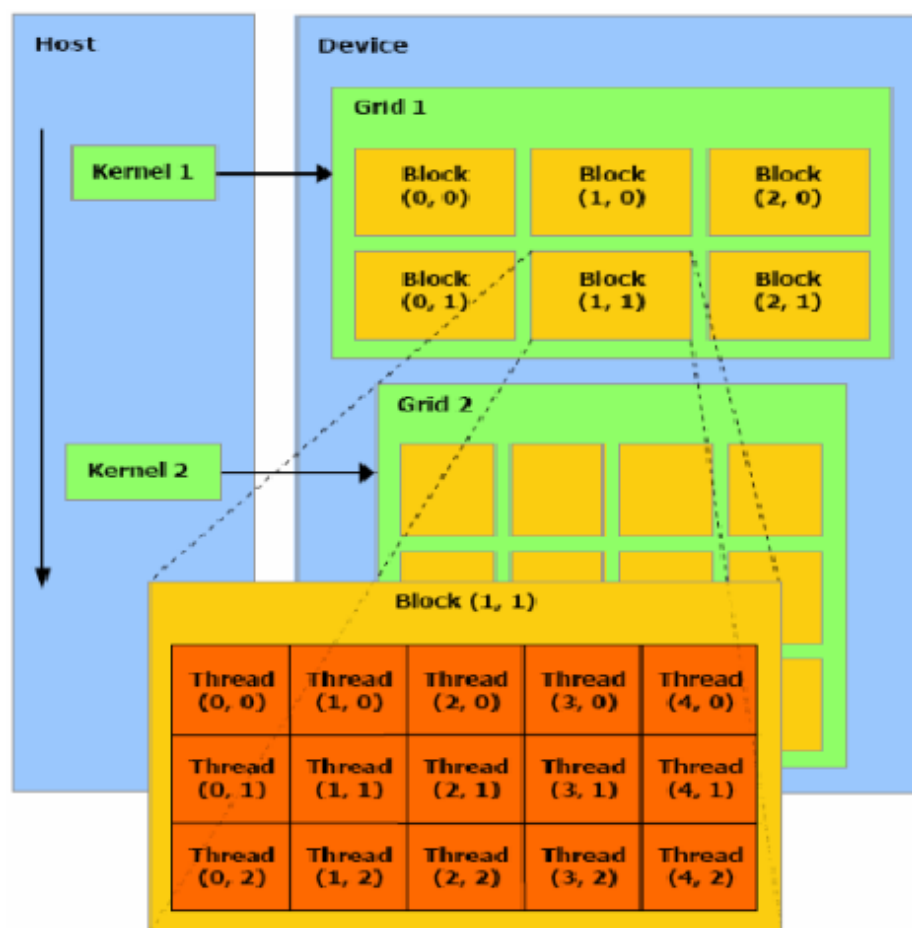 Host
Device
Grid 1
Kernel 1
Block
(0, 0)
Block
(1, 0)
Block
(2, 0)
Block
(0, 1)
Block
(1, 1)
Block
(2, 1)
Grid 2
Kernel 2
Block (1, 1)
Thread
(0, 0)
Thread
(1, 0)
Thread
(2, 0)
Thread
(3, 0)
Thread
(4, 0)
Thread
(0, 1)
Thread
(1, 1)
Thread
(2, 1)
Thread
(3, 1)
Thread
(4, 1)
Thread
(0, 2)
Thread
(1, 2)
Thread
(2, 2)
Thread
(3, 2)
Thread
(4, 2)